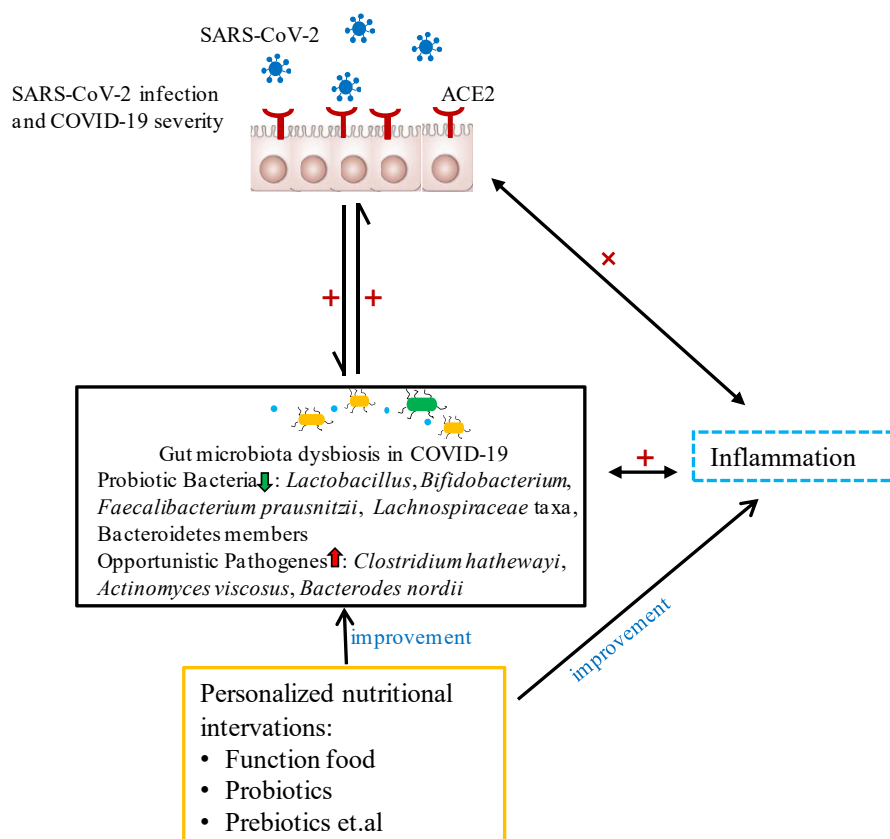 SARS-CoV-2
SARS-CoV-2 infection
and COVID-19 severity
ACE2
×
+ +
Gut microbiota dysbiosis in COVID-19
Probiotic Bacteria: Lactobacillus, Bifidobacterium,
Faecalibacterium prausnitzii, Lachnospiraceae taxa,
Bacteroidetes members
Opportunistic Pathogenes: Clostridium hathewayi,
Actinomyces viscosus, Bacterodes nordii
+
Inflammation
improvement
improvement
Personalized nutritional
intervations:
• Function food
• Probiotics
• Prebiotics et.al